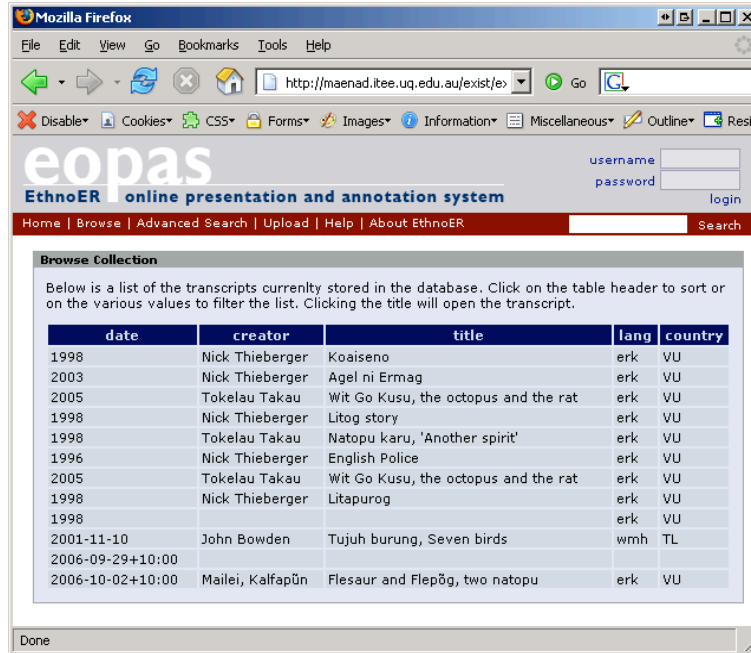 Mozilla Firefox
File Edit View Go Bookmarks Tools Help
http://maenad.itee.uq.edu.au/exist/e> Go G
Disable Cookies CSS Forms Images Information Miscellaneous Outline Resi
eopas
username
password
EthnoER online presentation and annotation system
login
Home | Browse | Advanced Search | Upload | Help | About EthnoER Search
Browse Collection
Below is a list of the transcripts currenlty stored in the database. Click on the table header to sort or
on the various values to filter the list. Clicking the title will open the transcript.
date creator title lang country
1998 Nick Thieberger Koaiseno erk VU
2003 Nick Thieberger Agel ni Ermag erk VU
2005 Tokelau Takau Wit Go Kusu, the octopus and the rat erk VU
1998 Nick Thieberger Litog story erk VU
1998 Tokelau Takau Natopu karu, 'Another spirit' erk VU
1996 Nick Thieberger English Police erk VU
2005 Tokelau Takau Wit Go Kusu, the octopus and the rat erk VU
1998 Nick Thieberger Litapurog erk VU
1998 erk VU
2001-11-10 John Bowden Tujuh burung, Seven birds wmh TL
2006-09-29+10:00
2006-10-02+10:00 Mailei, Kalfapũn Flesaur and Flepõg, two natopu erk VU
Done